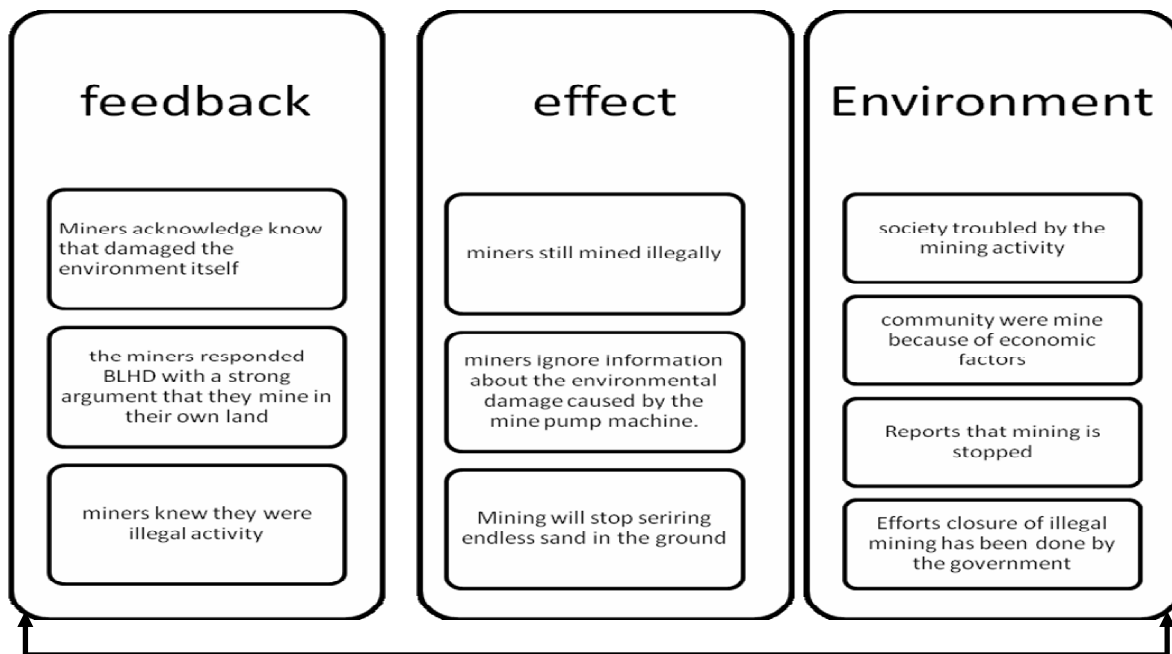 feedback
Miners acknowledge know
that damaged the
environment itself
the miners responded
BLHD with a strong
argument that they mine in
their own land
miners knew they were
illegal activity
effect
miners still mined illegally
miners ignore information
about the environmental
damage caused by the
mine pump machine.
Mining will stop seriring
endless sand in the ground
Environment
society troubled by the
mining activity
community were mine
because of economic
factors
Reports that mining is
stopped
Efforts closure of illegal
mining has been done by
the government